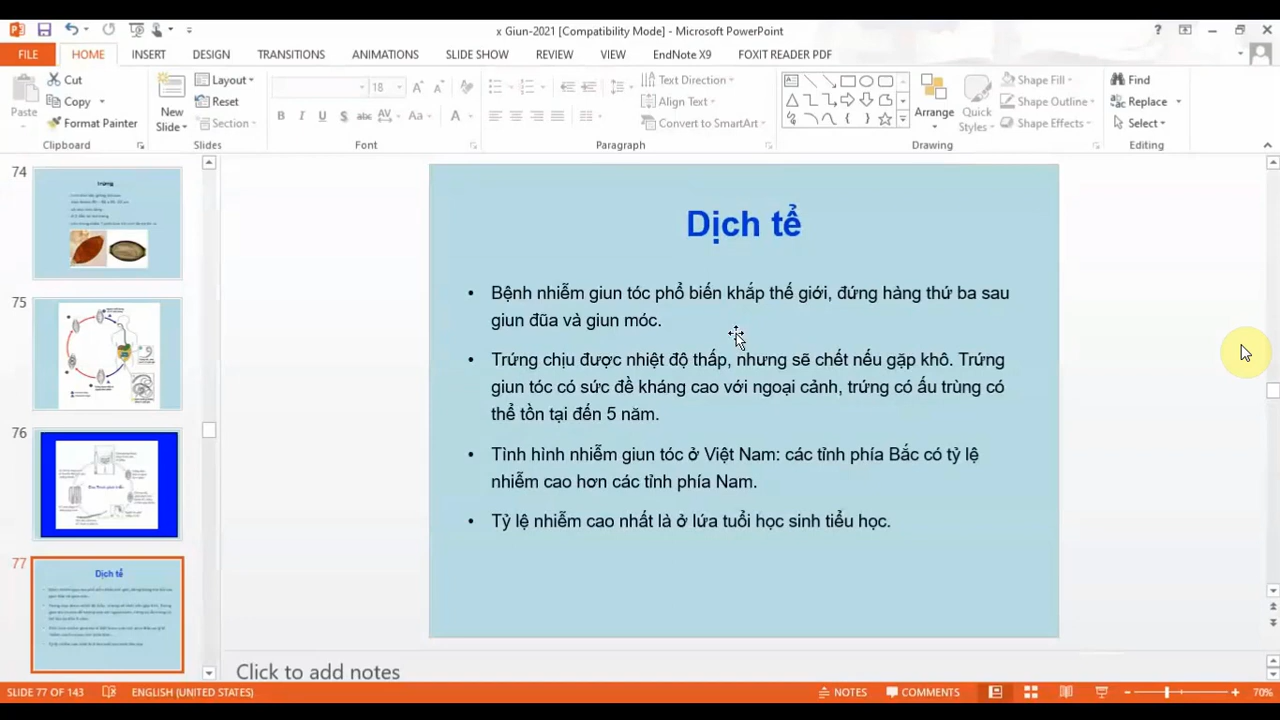 x Giun-2021 [Compatibility Mode] - Microsoft PowerPoint
FILE HOME INSERT DESIGN TRANSITIONS ANIMATIONS SLIDE SHOW REVIEW VIEW EndNote X9 FOXIT READER PDF
Paste
Cut
Copy
Format Painter
Clipboard
New
Slide
Layout
Reset
Section
Slides
18
Font
Text Direction
Align Text
Convert to SmartArt
Paragraph
Arrange
Quick
Styles
Shape Fill
Shape Outline
Shape Effects
Drawing
Find
Replace
Select
Editing
74
75
76
77
Dịch tể
Dịch tể
• Bệnh nhiễm giun tóc phổ biến khắp thế giới, đứng hàng thứ ba sau
giun đũa và giun móc.
• Trứng chịu được nhiệt độ thấp, nhưng sẽ chết nếu gặp khô. Trứng
giun tóc có sức đề kháng cao với ngoại cảnh, trứng có ấu trùng có
thể tồn tại đến 5 năm.
• Tình hình nhiễm giun tóc ở Việt Nam: các tỉnh phía Bắc có tỷ lệ
nhiễm cao hơn các tỉnh phía Nam.
• Tỷ lệ nhiễm cao nhất là ở lứa tuổi học sinh tiểu học.
Click to add notes
SLIDE 77 OF 143 ENGLISH (UNITED STATES) NOTES COMMENTS 70%